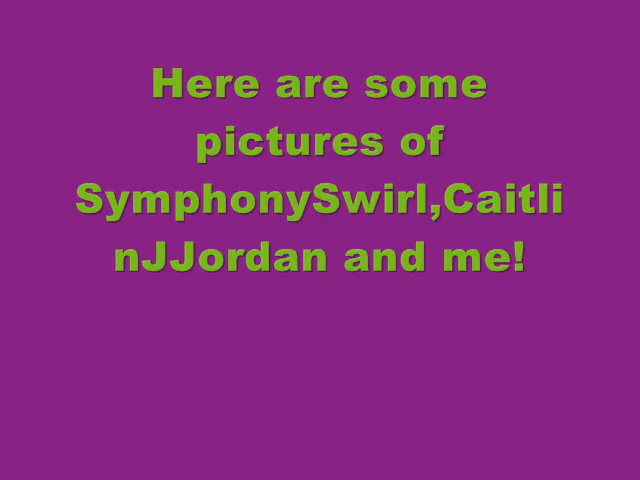 Here are some
pictures of
SymphonySwirl,Caitli
nJJordan and me!